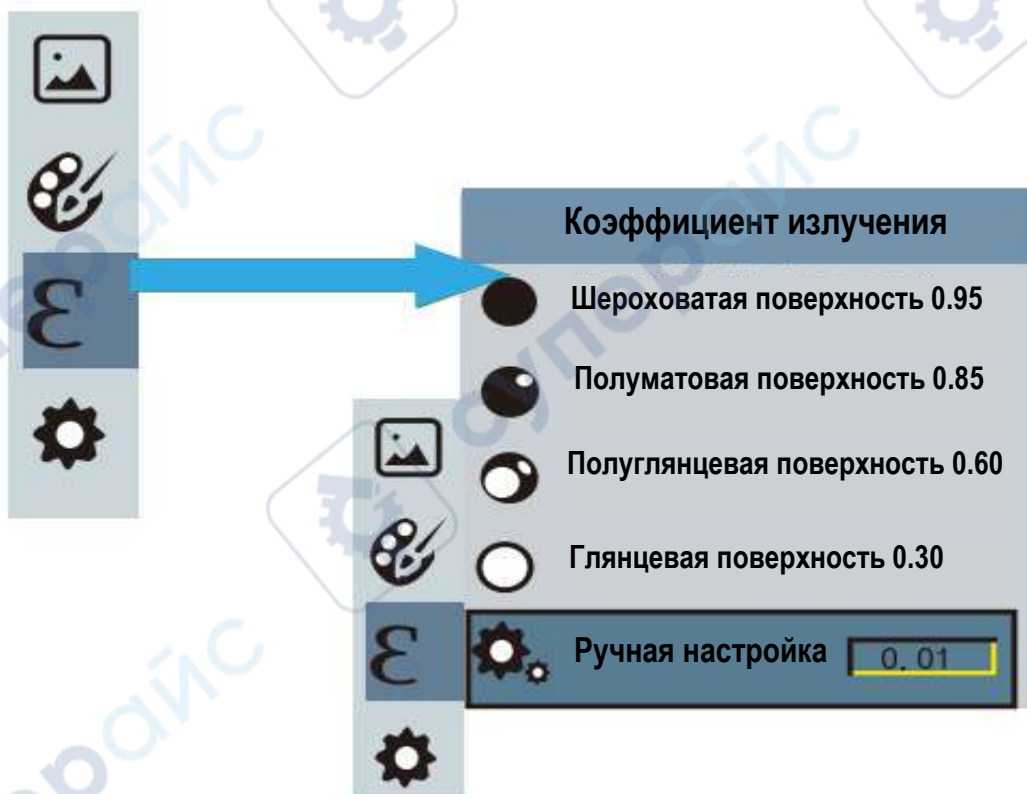 Коэффициент излучения
Шероховатая поверхность 0.95
Полуматовая поверхность 0.85
Полуглянцевая поверхность 0.60
Глянцевая поверхность 0.30
Ручная настройка 0, 01
ε
ε
суперайс